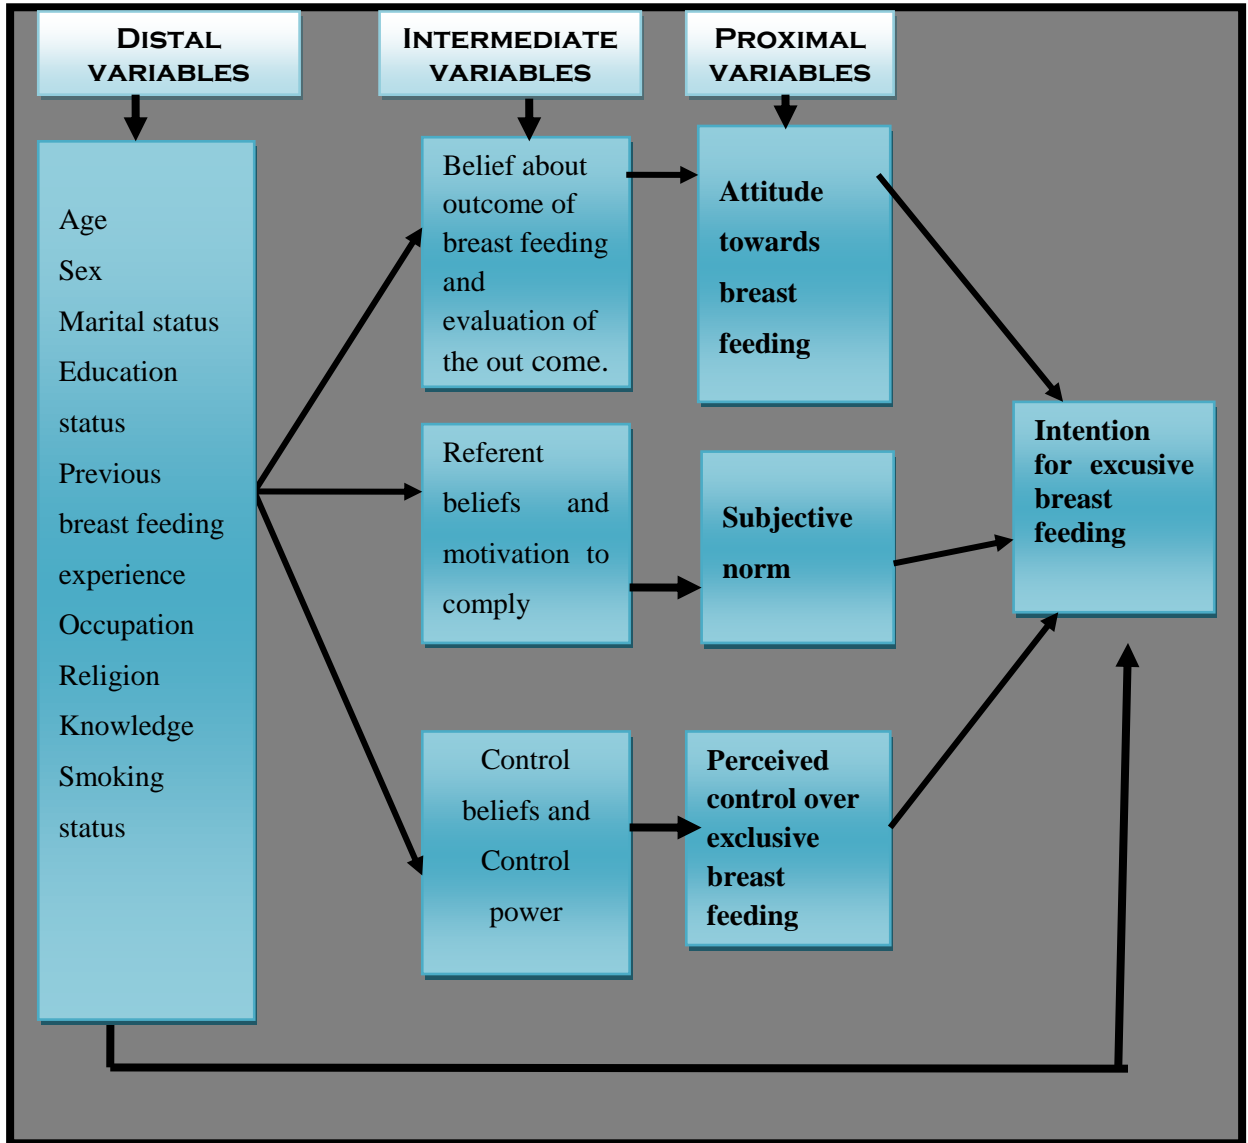 DISTAL
VARIABLES
INTERMEDIATE
VARIABLES
PROXIMAL
VARIABLES
Age
Sex
Marital status
Education
status
Previous
breast feeding
experience
Occupation
Religion
Knowledge
Smoking
status
Belief about
outcome of
breast feeding
and
evaluation of
the out come.
Referent
beliefs and
motivation to
comply
Control
beliefs and
Control
power
Attitude
towards
breast
feeding
Subjective
norm
Perceived
control over
exclusive
breast
feeding
Intention
for excusive
breast
feeding